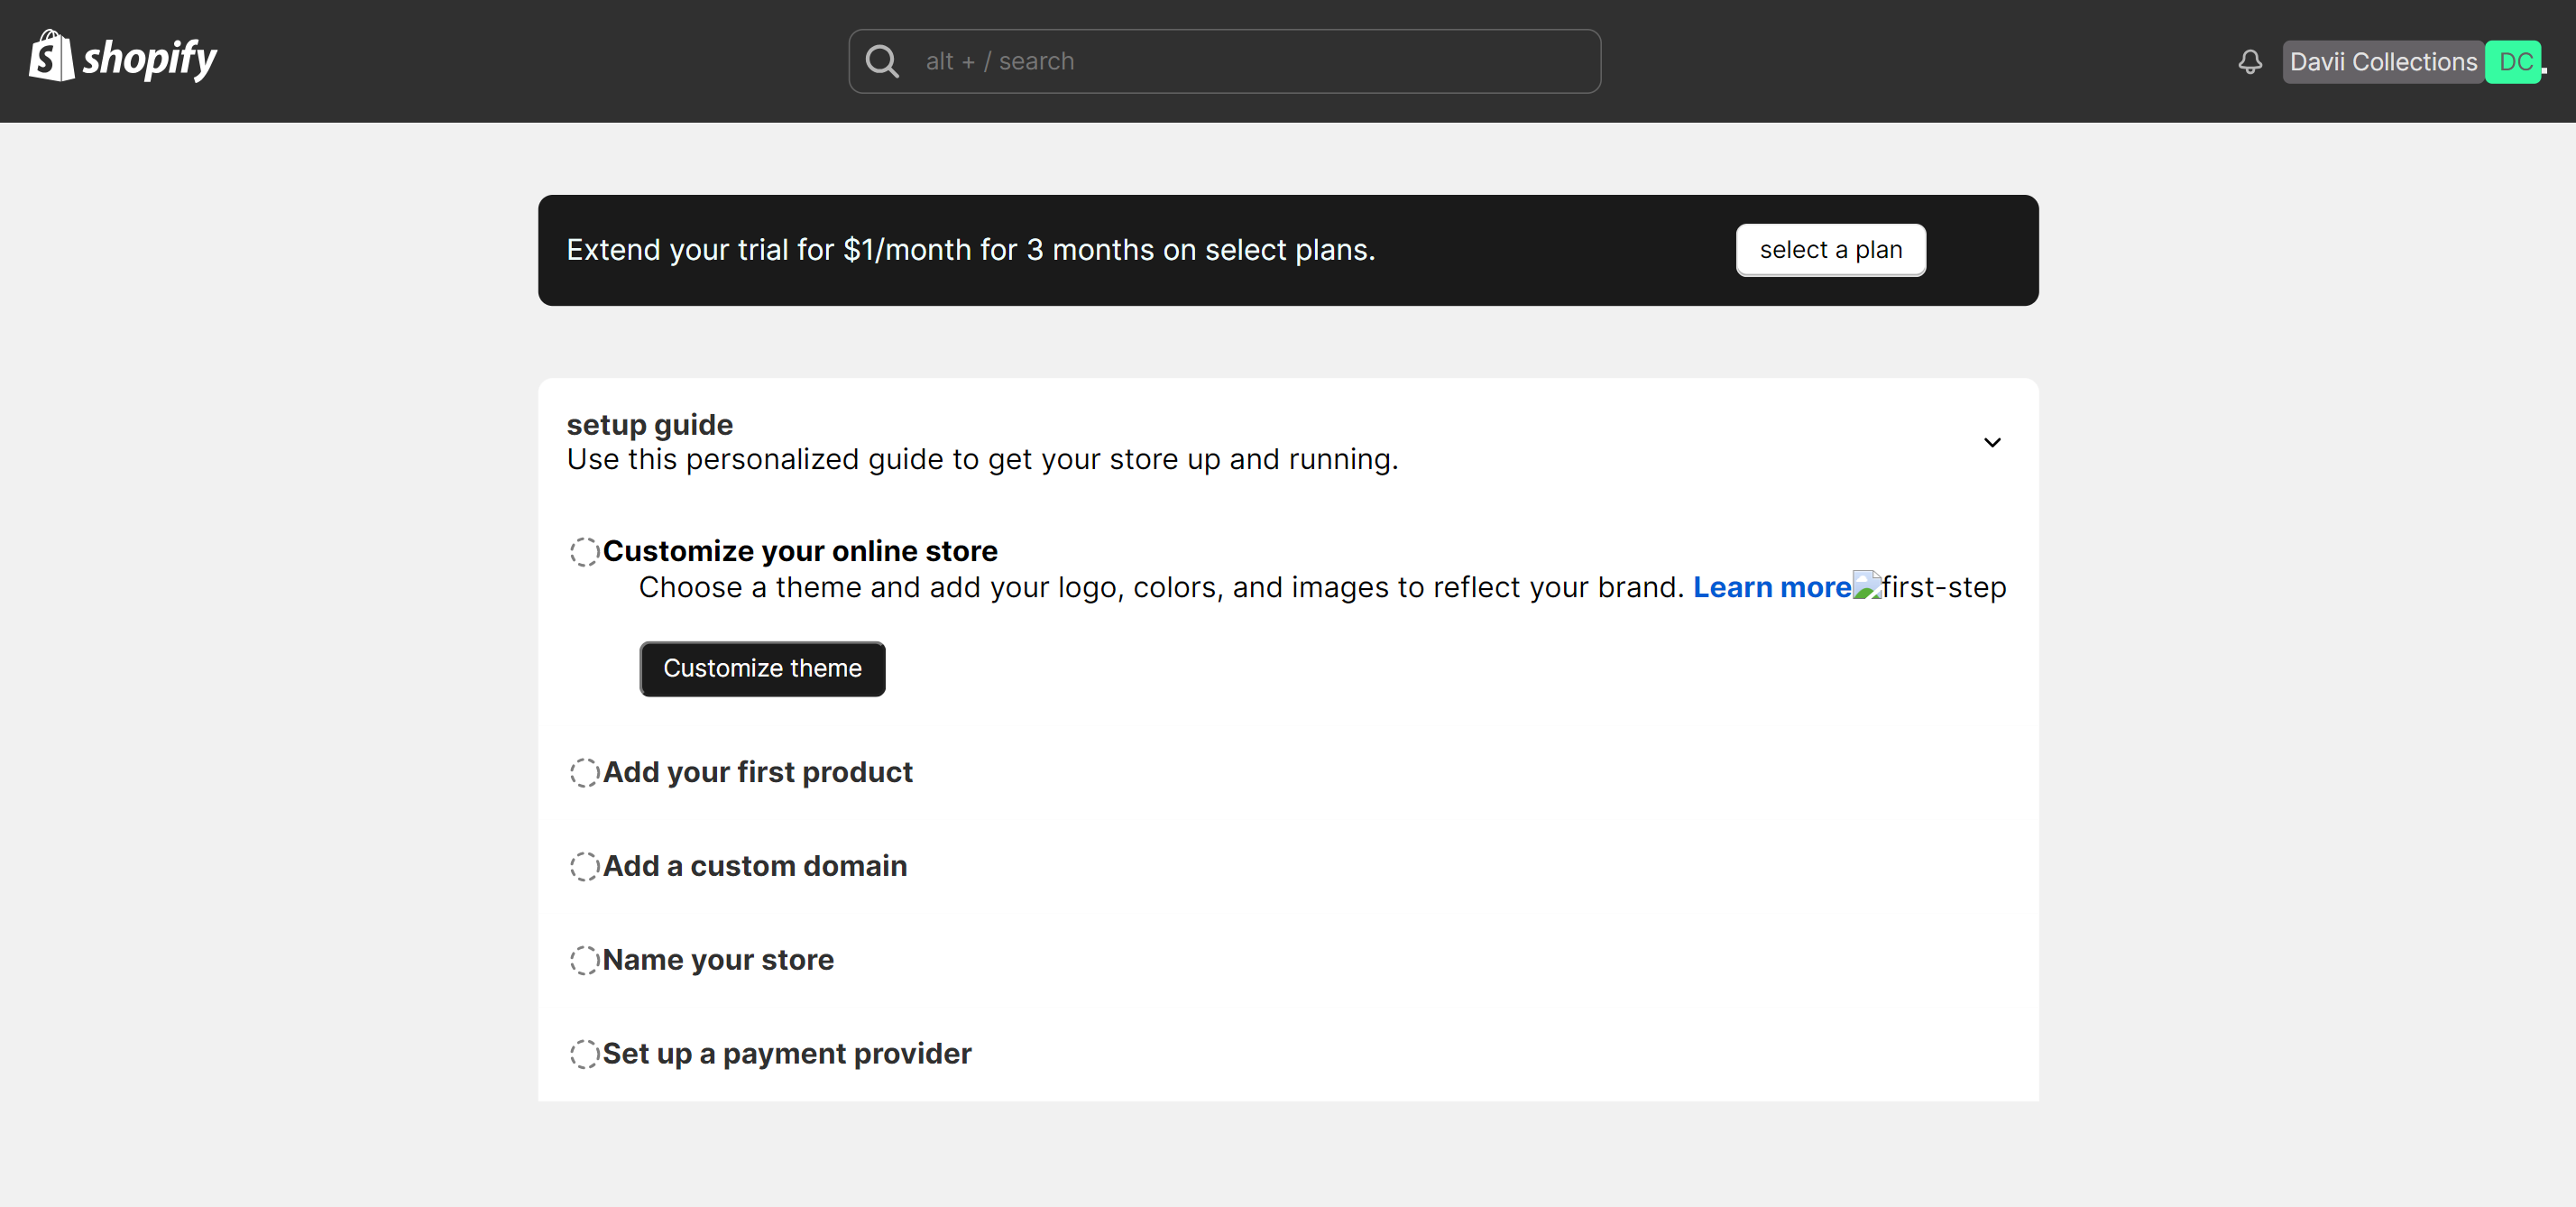 shopify
alt + / search
Davii Collections DC
Extend your trial for $1/month for 3 months on select plans.
select a plan
setup guide
Use this personalized guide to get your store up and running.
Customize your online store
Choose a theme and add your logo, colors, and images to reflect your brand. Learn more first-step
Customize theme
Add your first product
Add a custom domain
Name your store
Set up a payment provider